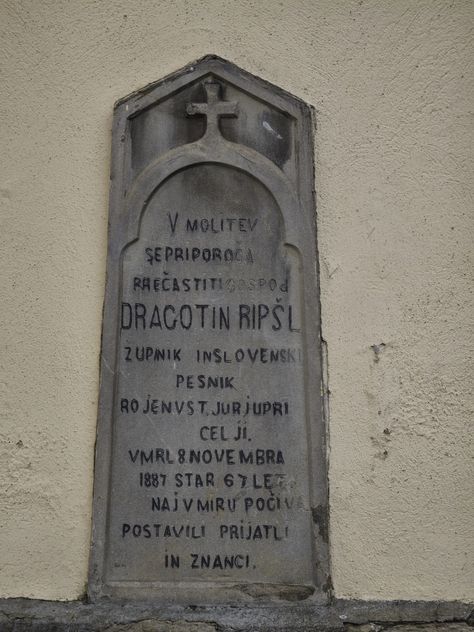 V MOLITEV
SE PRIPOROČA
PREČASTITI GOSPOD
DRAGOTIN RIPŠL
ŽUPNIK IN SLOVENSKI
PESNIK
ROJEN V ST. JURJU PRI
CELJI.
VMRL 8. NOVEMBRA
1887 STAR 67 LET.
NAJ V MIRU POČIVA
POSTAVILI PRIJATLI
IN ZNANCI.